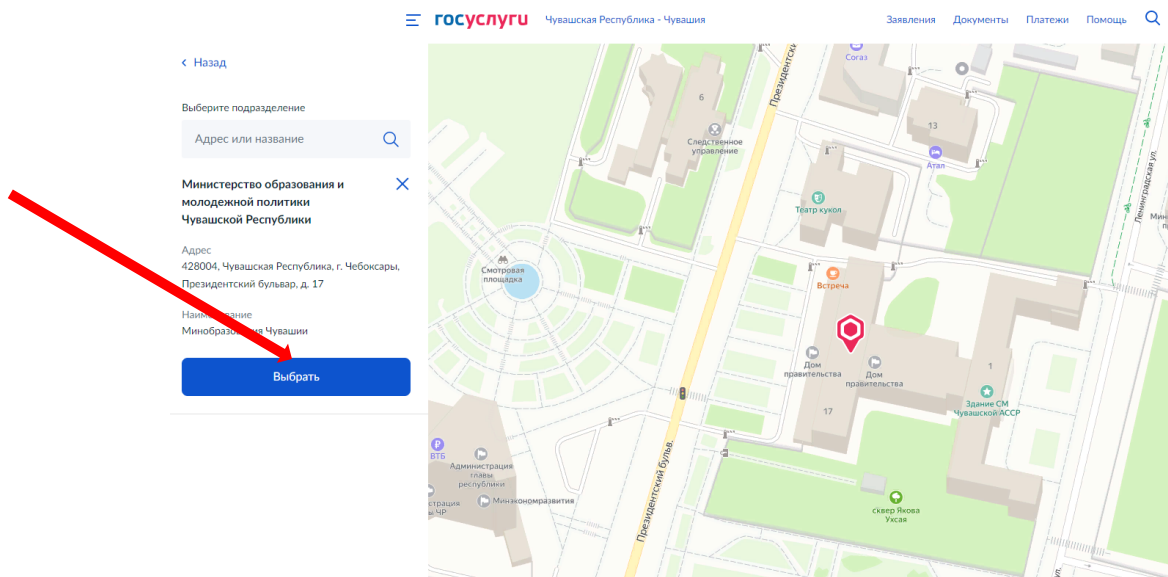 госуслуги Чувашская Республика - Чувашия Заявления Документы Платежи Помощь
Назад
Выберите подразделение
Адрес или название
Министерство образования и
молодежной политики
Чувашской Республики
Адрес
428004, Чувашская Республика, г. Чебоксары,
Президентский бульвар, д. 17
Минобразования Чувашии
Выбрать
Согаз
6
Следственное
управление
13
Атал
Ленинградская ул.
Театр кукол
Смотровая
площадка
Встреча
Дом
правительства
Дом
правительства
1
17
Здание СМ
Чувашской АССР
ВТБ
Администрация
главы
республики
Минэкономразвития
Президентский бульв.
сквер Якова
Ухсая